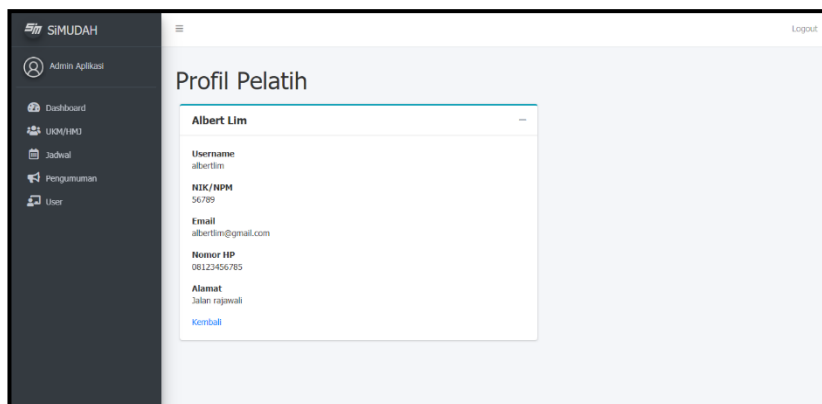 Sim SiMUDAH
Logout
Admin Aplikasi
Dashboard
UKM/HMJ
Jadwal
Pengumuman
User
Profil Pelatih
Albert Lim
Username
albertlim
NIK/NPM
56789
Email
albertlim@gmail.com
Nomor HP
08123456785
Alamat
Jalan rajawali
Kembali